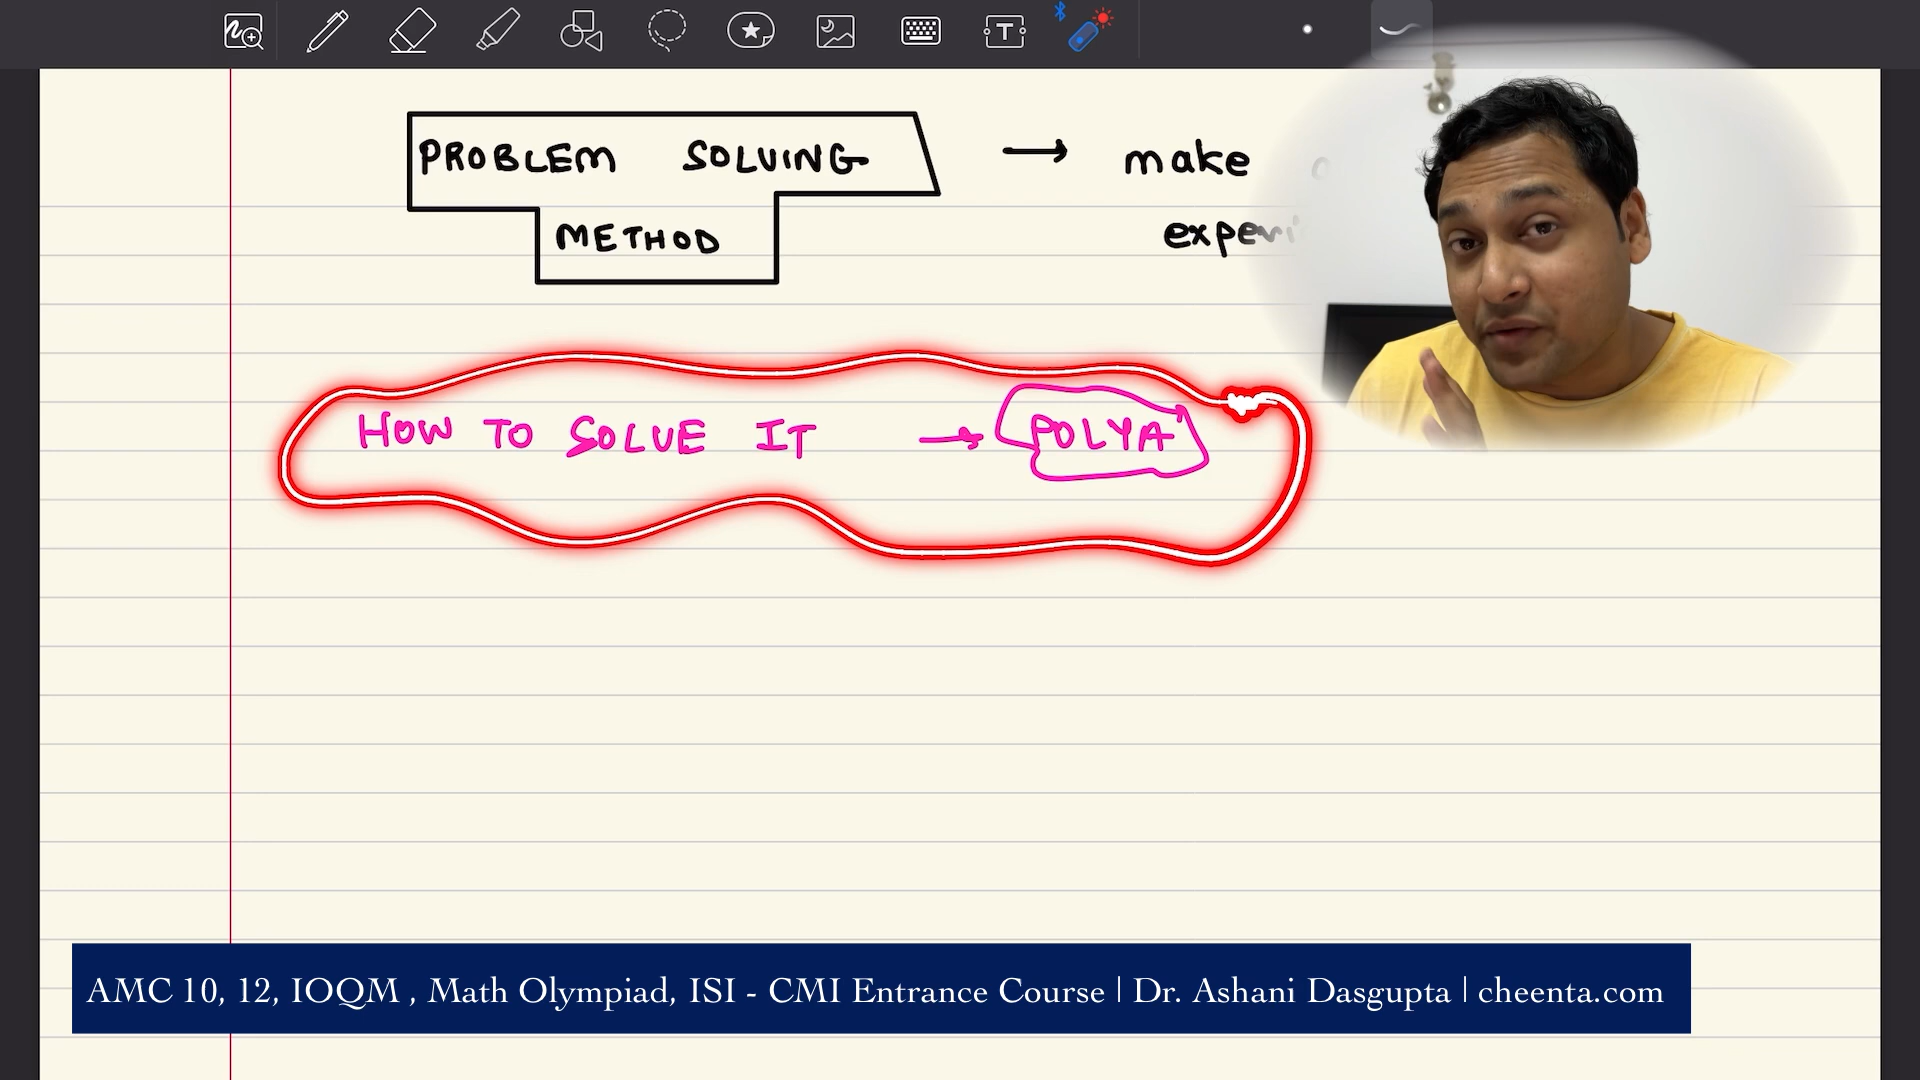 PROBLEM SOLVING → make
METHOD
HOW TO SOLVE IT → POLYA
AMC 10, 12, IOQM , Math Olympiad, ISI - CMI Entrance Course | Dr. Ashani Dasgupta | cheenta.com